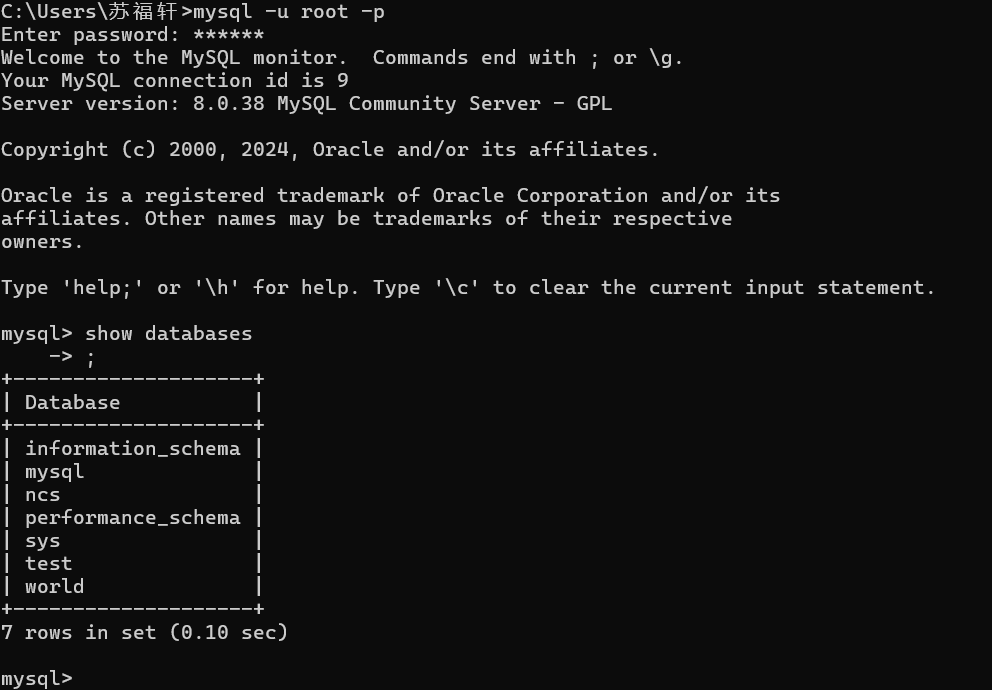 C:\Users\苏福轩>mysql -u root -p
Enter password: ******
Welcome to the MySQL monitor.  Commands end with ; or \g.
Your MySQL connection id is 9
Server version: 8.0.38 MySQL Community Server - GPL

Copyright (c) 2000, 2024, Oracle and/or its affiliates.

Oracle is a registered trademark of Oracle Corporation and/or its
affiliates. Other names may be trademarks of their respective
owners.

Type 'help;' or '\h' for help. Type '\c' to clear the current input statement.

mysql> show databases
    -> ;
+--------------------+
| Database           |
+--------------------+
| information_schema |
| mysql              |
| ncs                |
| performance_schema |
| sys                |
| test               |
| world              |
+--------------------+
7 rows in set (0.10 sec)

mysql>